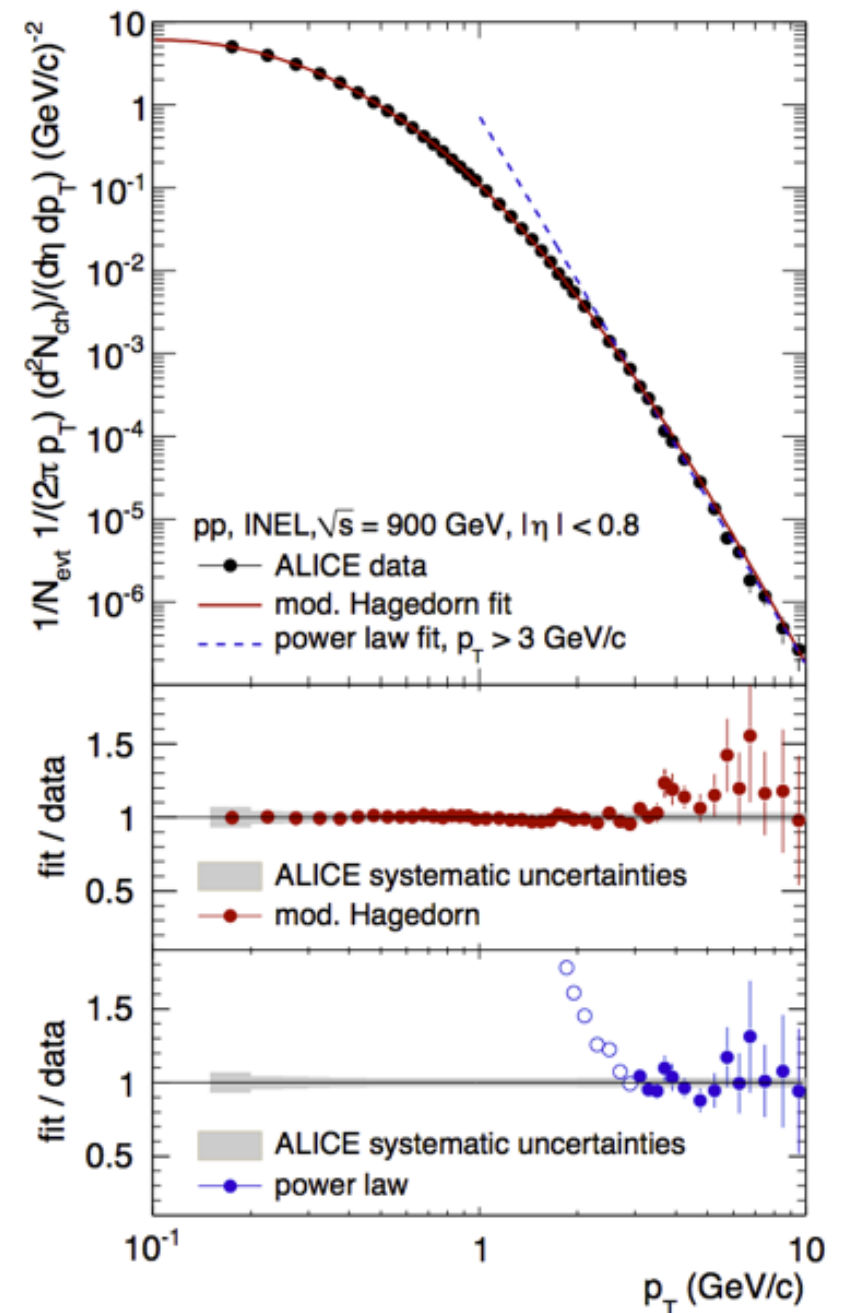 1/N_evt 1/(2π p_T) (d²N_ch)/(dη dp_T) (GeV/c)⁻²
10
1
10⁻¹
10⁻²
10⁻³
10⁻⁴
10⁻⁵
10⁻⁶
pp, INEL,√s = 900 GeV, |η| < 0.8
ALICE data
mod. Hagedorn fit
power law fit, p_T > 3 GeV/c
fit / data
1.5
1
0.5
ALICE systematic uncertainties
mod. Hagedorn
fit / data
1.5
1
0.5
ALICE systematic uncertainties
power law
10⁻¹ 1 10
p_T (GeV/c)